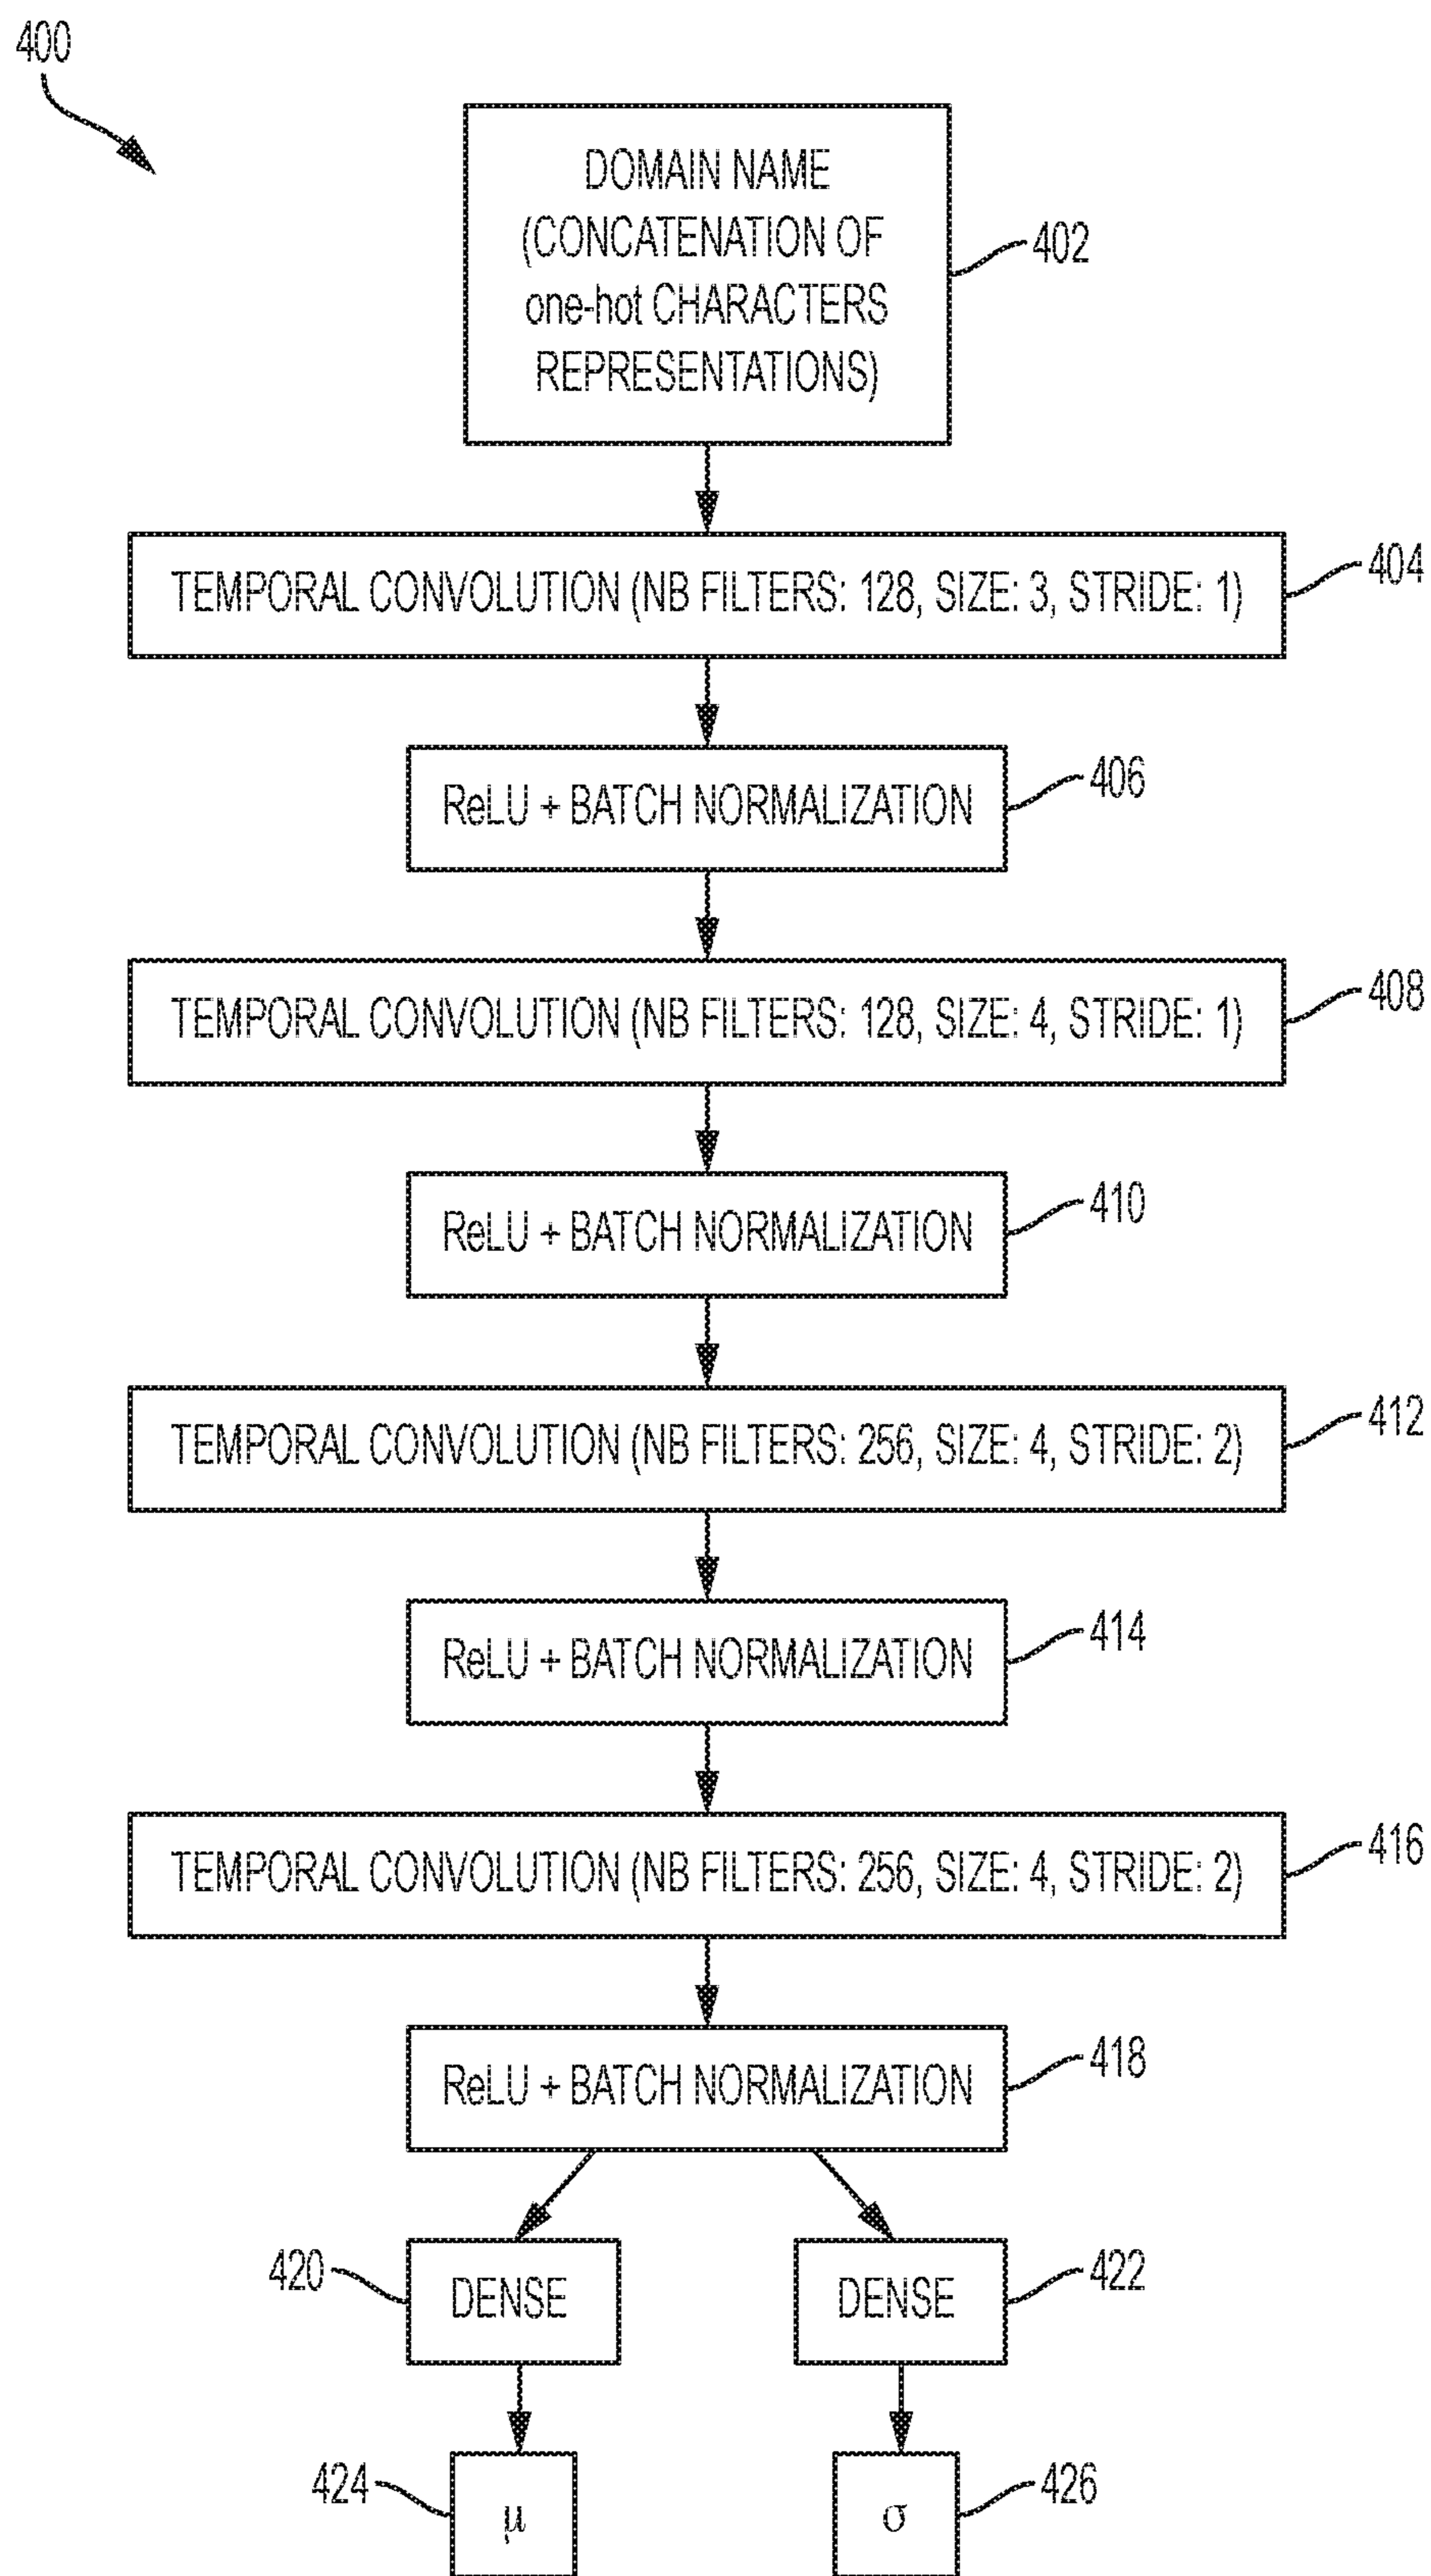 400
DOMAIN NAME
(CONCATENATION OF
one-hot CHARACTERS
REPRESENTATIONS)
402
TEMPORAL CONVOLUTION (NB FILTERS: 128, SIZE: 3, STRIDE: 1)
404
ReLU + BATCH NORMALIZATION
406
TEMPORAL CONVOLUTION (NB FILTERS: 128, SIZE: 4, STRIDE: 1)
408
ReLU + BATCH NORMALIZATION
410
TEMPORAL CONVOLUTION (NB FILTERS: 256, SIZE: 4, STRIDE: 2)
412
ReLU + BATCH NORMALIZATION
414
TEMPORAL CONVOLUTION (NB FILTERS: 256, SIZE: 4, STRIDE: 2)
416
ReLU + BATCH NORMALIZATION
418
420
DENSE
DENSE
422
424
μ
σ
426